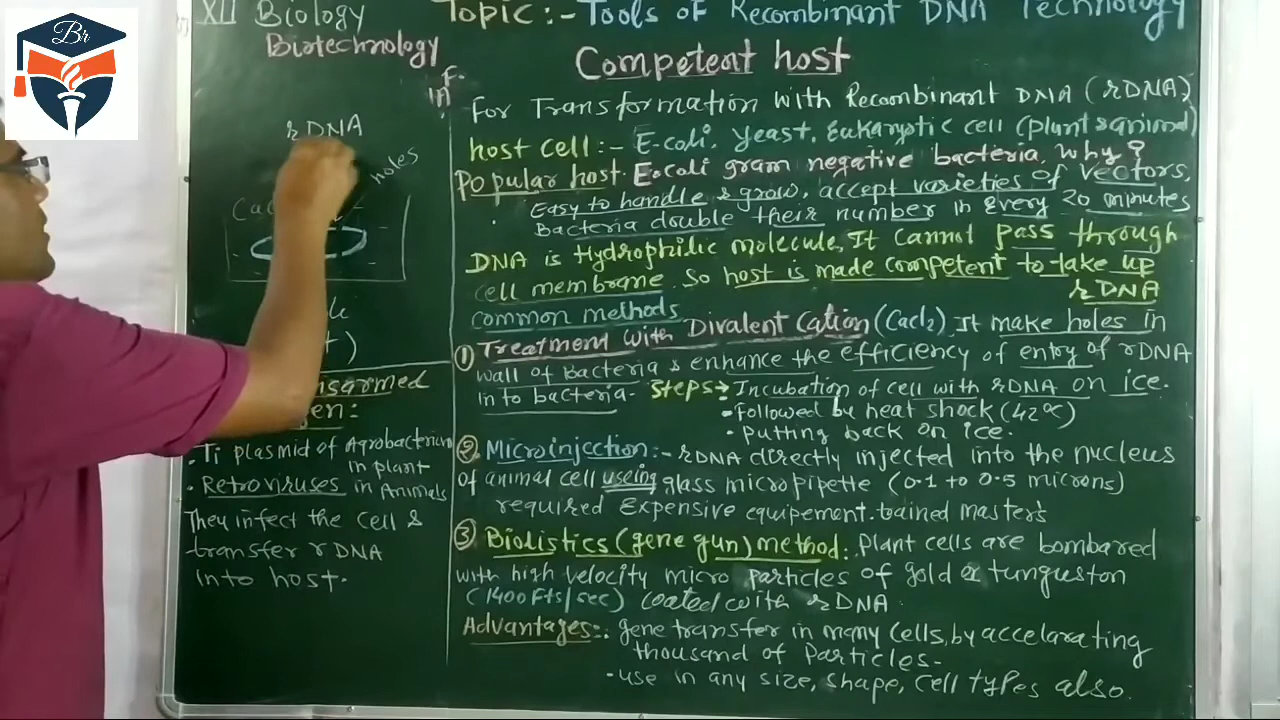 Br
XII Biology
Biotechnology
Topic:- Tools of Recombinant DNA Technology
Competent host
For Transformation with Recombinant DNA (rDNA)
host cell:- E-coli, Yeast, Eukaryotic cell (plant & animal)
Popular host. E.coli gram negative bacteria, Why?
Easy to handle & grow, accept varieties of vectors,
Bacteria double their number in every 20 minutes
DNA is Hydrophilic molecule, It cannot pass through
cell membrane. So host is made competent to take up
rDNA
common methods
① Treatment with Divalent Cation (Cacl2) It make holes in
wall of bacteria & enhance the efficiency of entry of rDNA
in to bacteria- steps→ Incubation of cell with rDNA on ice.
• Followed by heat shock (42°c)
• putting back on ice.
② Microinjection:- rDNA directly injected into the nucleus
of animal cell useing glass micropipette (0.1 to 0.5 microns)
required Expensive equipement. trained masters
③ Biolistics (gene gun) method: Plant cells are bombared
with high velocity micro particles of gold or tunguston
(1400 Fts/sec) coated with rDNA.
Advantages:. gene transfer in many cells, by accelarating
thousand of particles-
• use in any size, shape, cell types also.
rDNA
holes
• Ti plasmid of Agrobacterium
in plant
• Retroviruses in Animals
They infect the cell &
transfer rDNA
into host.